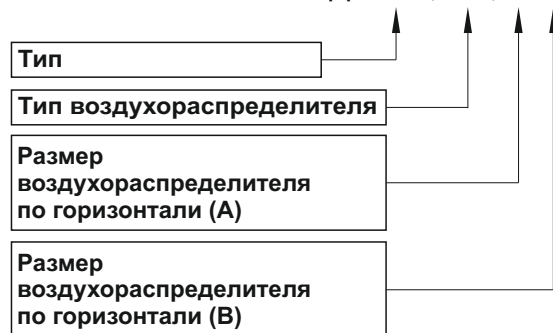 Тип
Тип воздухораспределителя
Размер
воздухораспределителя
по горизонтали (А)
Размер
воздухораспределителя
по горизонтали (В)